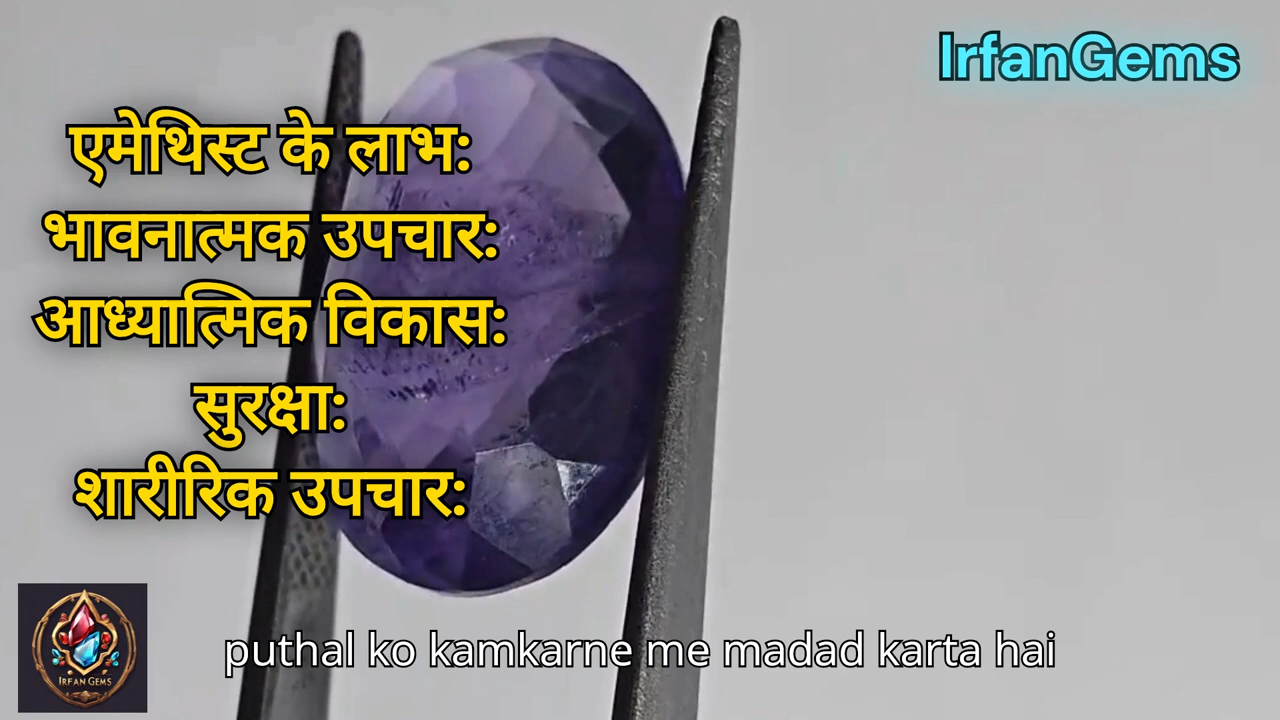 IrfanGems
एमेथिस्ट के लाभ:
भावनात्मक उपचार:
आध्यात्मिक विकास:
सुरक्षा:
शारीरिक उपचार:
IRFAN GEMS
puthal ko kamkarne me madad karta hai